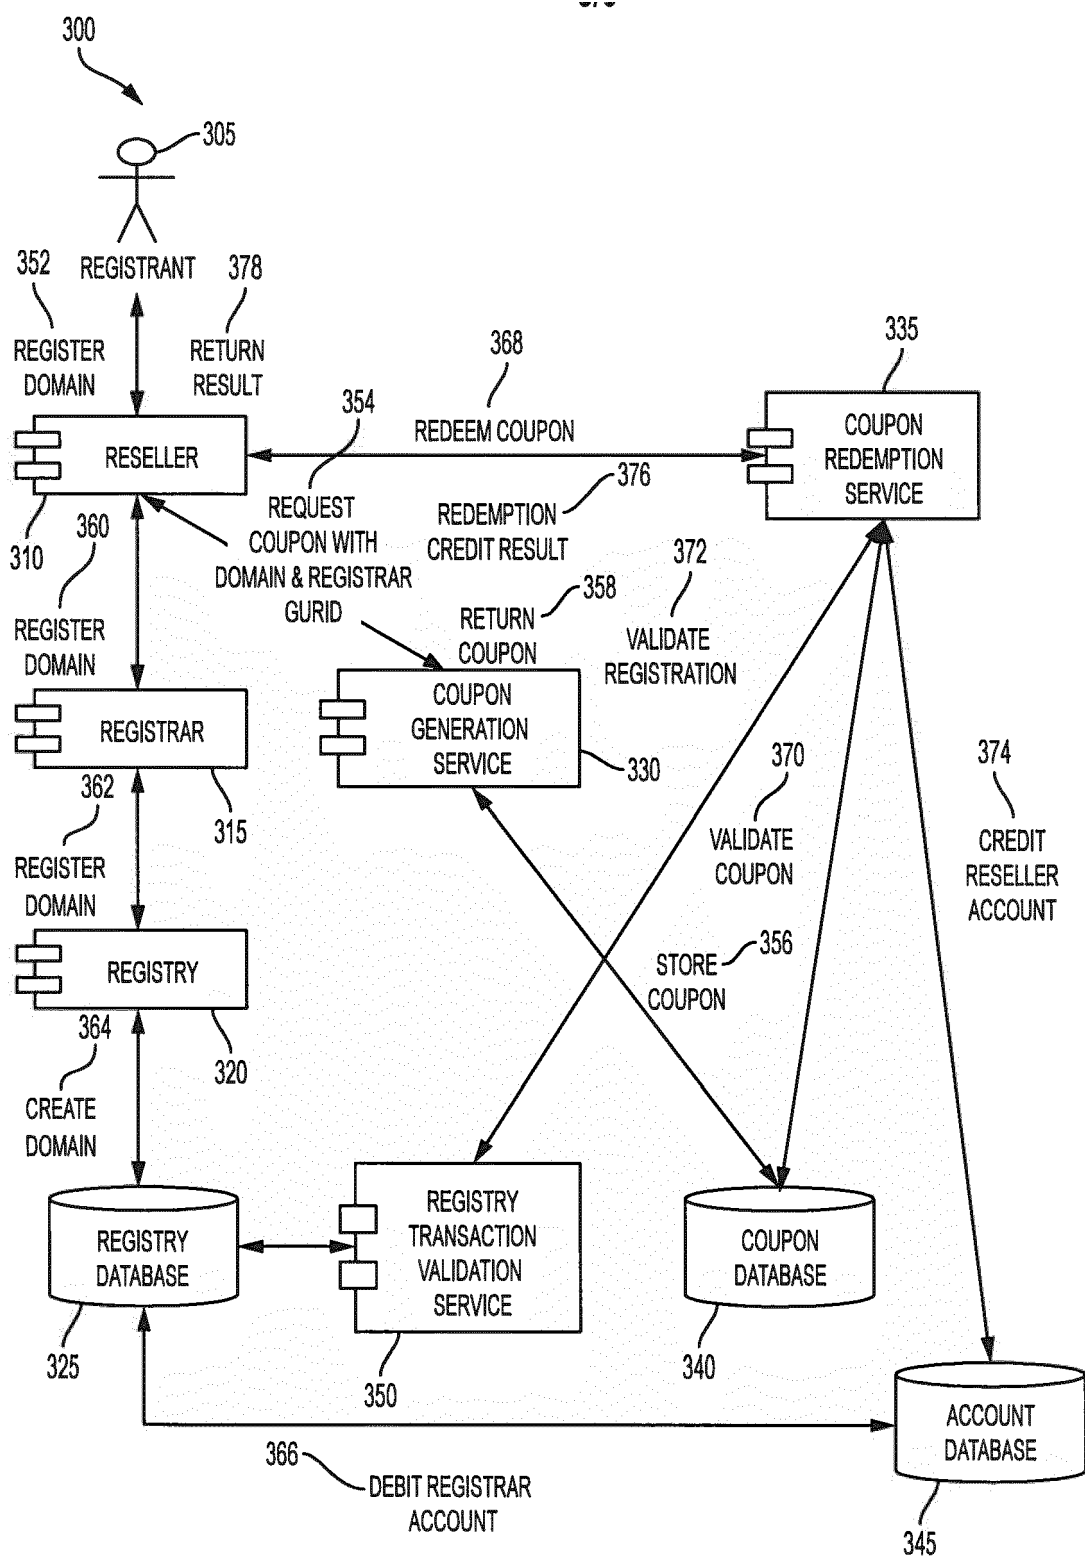 300
305
REGISTRANT
352
378
REGISTER
DOMAIN
RETURN
RESULT
368
335
354
REDEEM COUPON
COUPON
REDEMPTION
SERVICE
RESELLER
376
310
REQUEST
COUPON WITH
DOMAIN & REGISTRAR
GURID
REDEMPTION
CREDIT RESULT
360
372
358
REGISTER
DOMAIN
RETURN
COUPON
VALIDATE
REGISTRATION
REGISTRAR
COUPON
GENERATION
SERVICE
330
315
362
370
374
REGISTER
DOMAIN
VALIDATE
COUPON
CREDIT
RESELLER
ACCOUNT
356
STORE
COUPON
REGISTRY
364
320
CREATE
DOMAIN
REGISTRY
DATABASE
REGISTRY
TRANSACTION
VALIDATION
SERVICE
COUPON
DATABASE
325
350
340
ACCOUNT
DATABASE
366
DEBIT REGISTRAR
ACCOUNT
345